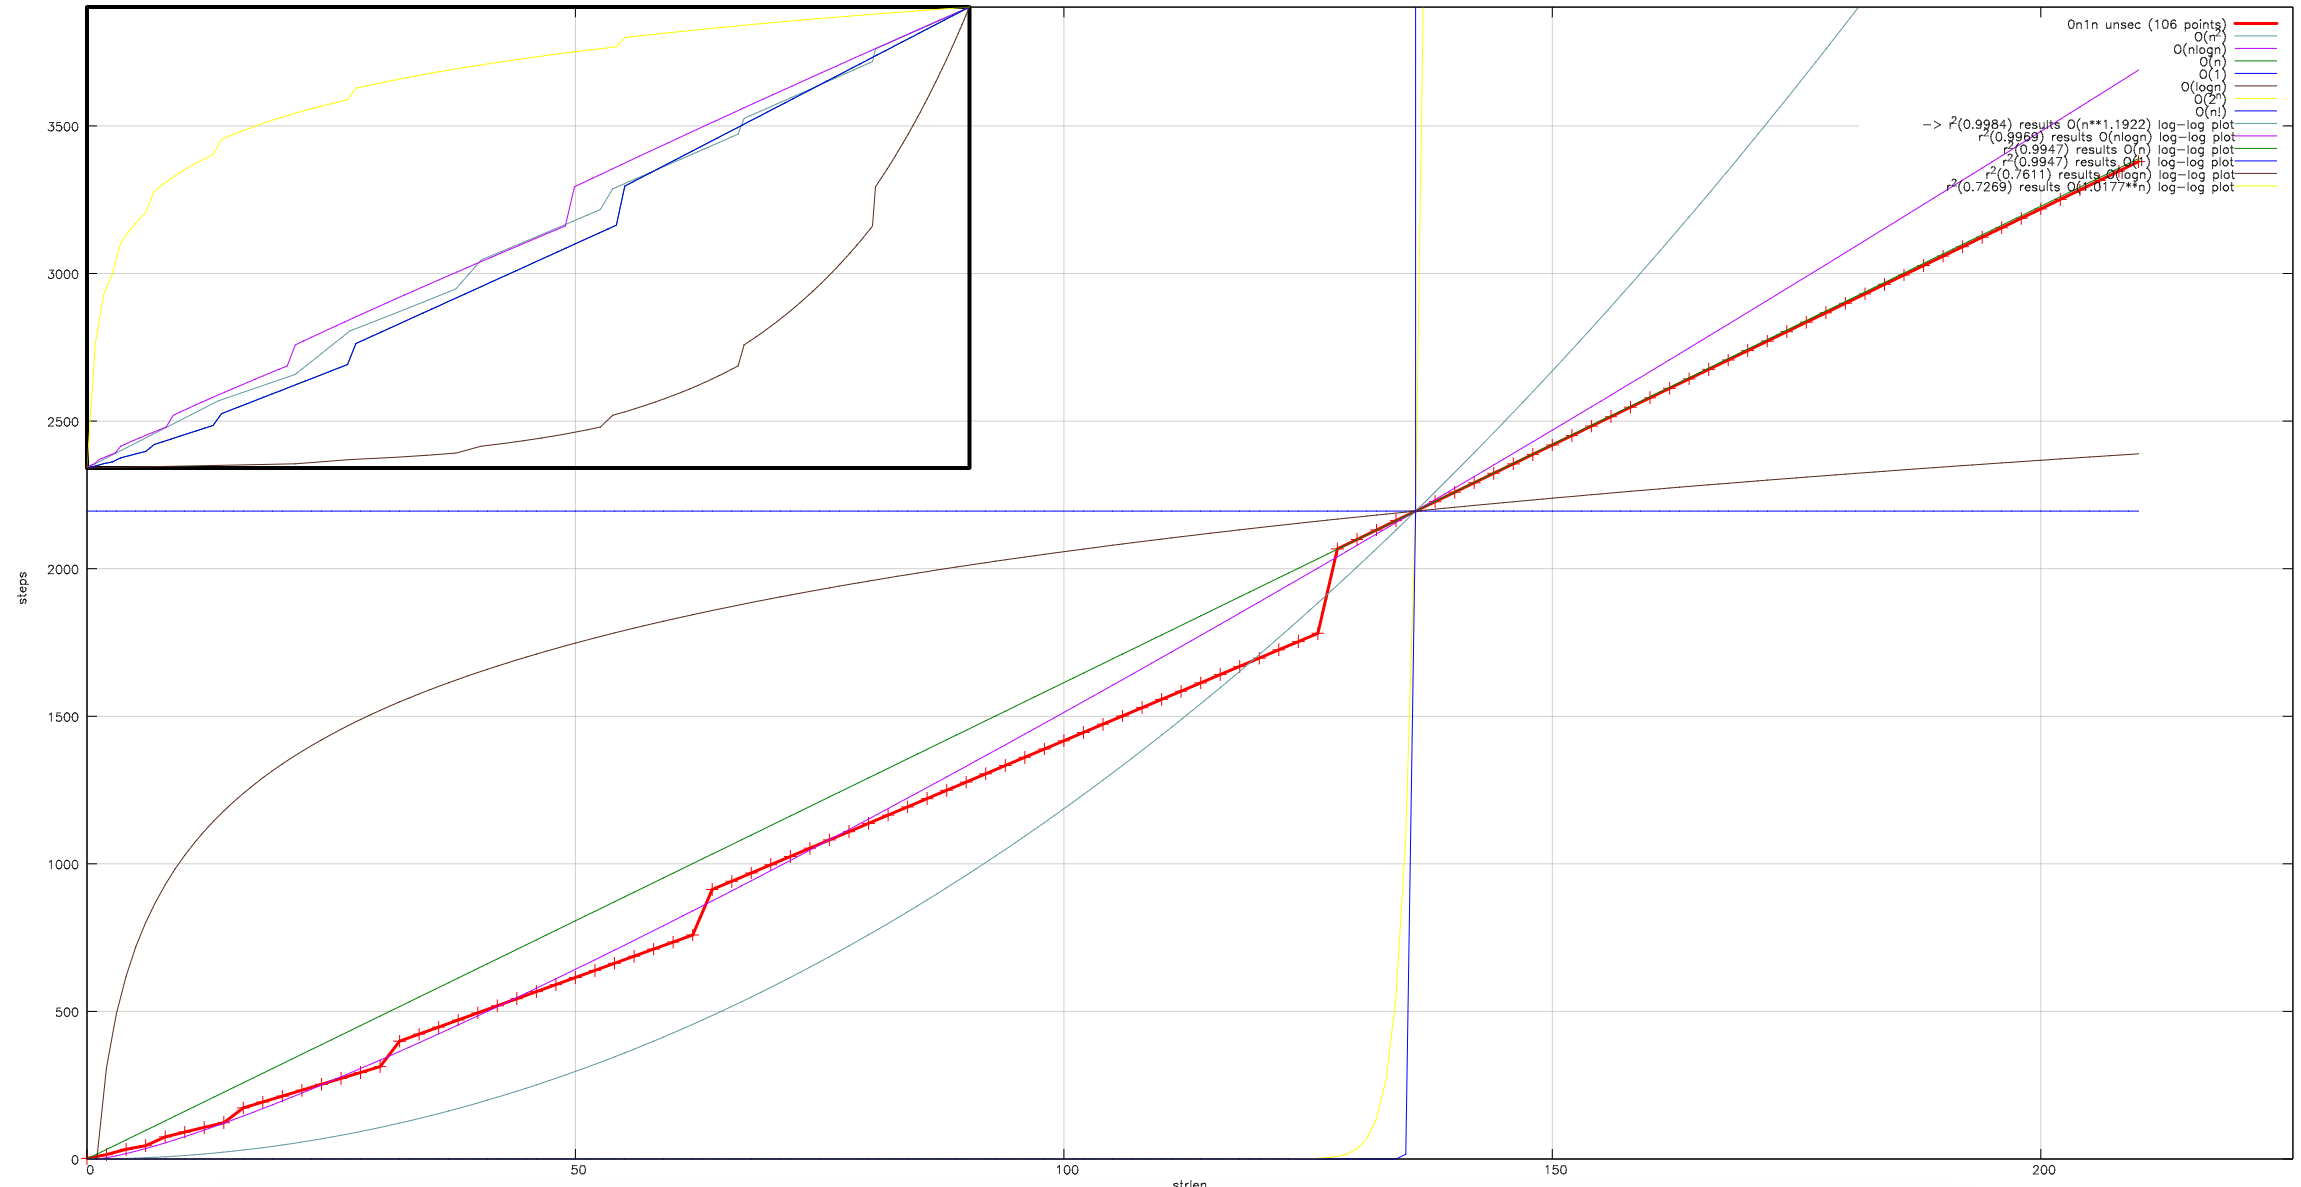 0n1n unsec (106 points)
O(n²)
O(nlogn)
O(n)
O(1)
O(logn)
O(2ⁿ)
O(n!)
-> r²(0.9984) results O(n**1.1922) log-log plot
r²(0.9969) results O(nlogn) log-log plot
r²(0.9947) results O(n) log-log plot
r²(0.9947) results O(1) log-log plot
r²(0.7611) results O(logn) log-log plot
r²(0.7269) results O(1.0177**n) log-log plot
3500
3000
2500
2000
1500
1000
500
0
steps
0 50 100 150 200
strlen